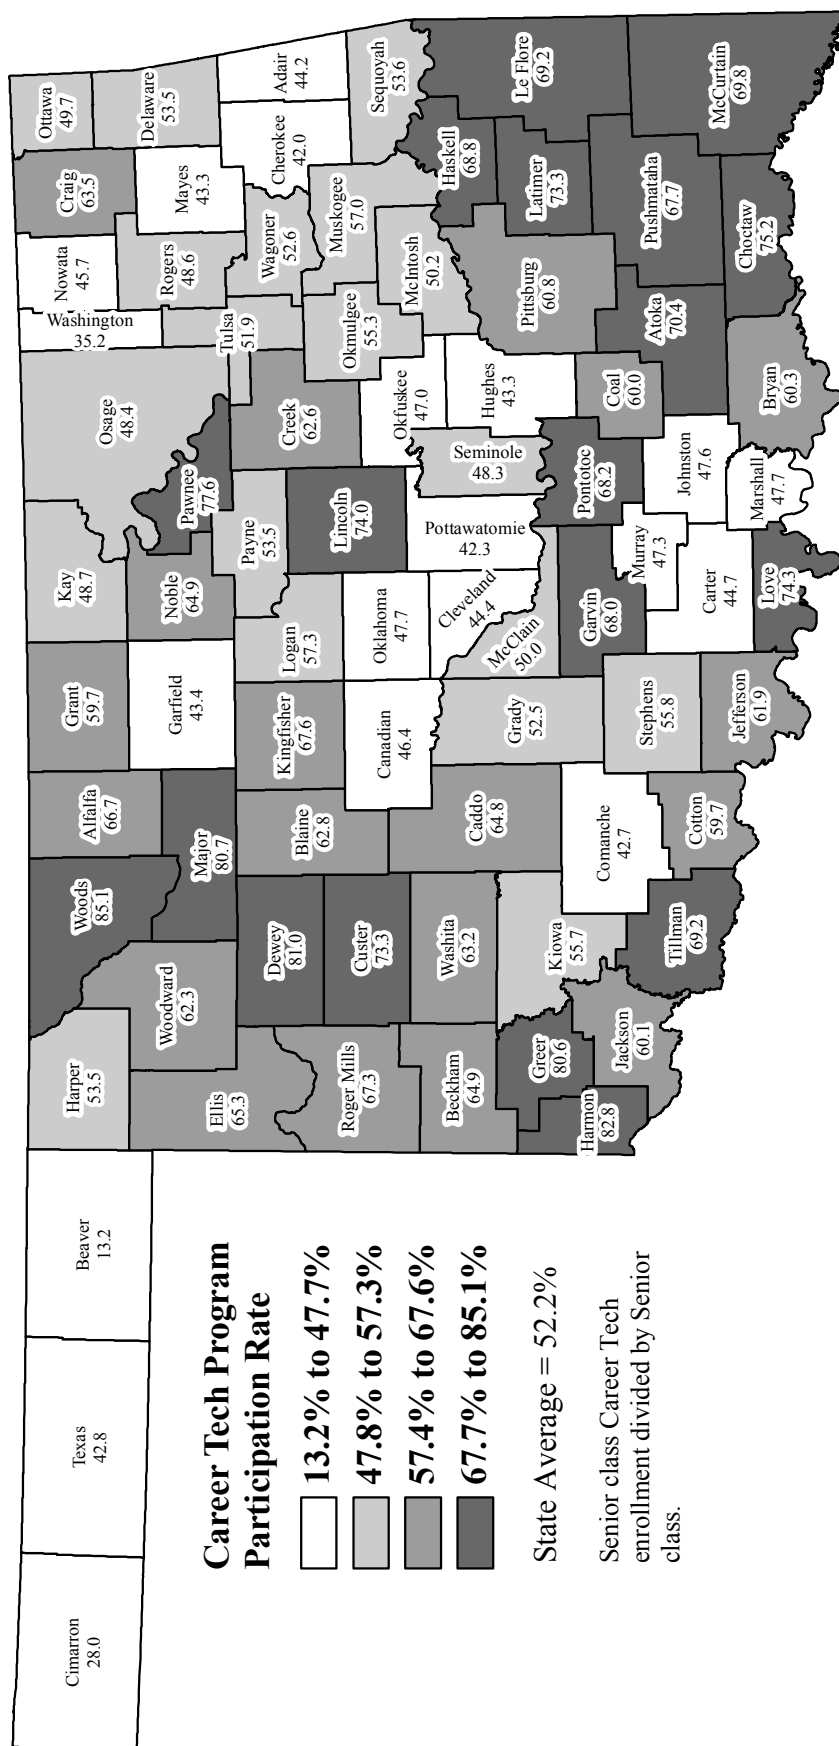 Cimarron
28.0
Texas
42.8
Beaver
13.2
Harper
53.5
Woods
85.1
Alfalfa
66.7
Grant
59.7
Kay
48.7
Osage
48.4
Washington
35.2
Nowata
45.7
Craig
63.5
Ottawa
49.7
Ellis
65.3
Woodward
62.3
Major
80.7
Garfield
43.4
Noble
64.9
Pawnee
77.6
Rogers
48.6
Mayes
43.3
Delaware
53.5
Roger Mills
67.3
Dewey
81.0
Blaine
62.8
Kingfisher
67.6
Logan
57.3
Payne
53.5
Creek
62.6
Tulsa
51.9
Wagoner
52.6
Cherokee
42.0
Adair
44.2
Beckham
64.9
Custer
73.3
Canadian
46.4
Oklahoma
47.7
Lincoln
74.0
Okfuskee
47.0
Okmulgee
55.3
Muskogee
57.0
Sequoyah
53.6
Washita
63.2
Caddo
64.8
Grady
52.5
McClain
50.0
Cleveland
44.4
Pottawatomie
42.3
Seminole
48.3
Hughes
43.3
McIntosh
50.2
Haskell
68.8
Le Flore
69.2
Harmon
82.8
Greer
80.6
Kiowa
55.7
Comanche
42.7
Stephens
55.8
Garvin
68.0
Murray
47.3
Pontotoc
68.2
Coal
60.0
Pittsburg
60.8
Latimer
73.3
Jackson
60.1
Tillman
69.2
Cotton
59.7
Jefferson
61.9
Carter
44.7
Love
74.3
Johnston
47.6
Marshall
47.7
Atoka
70.4
Bryan
60.3
Pushmataha
67.7
Choctaw
75.2
McCurtain
69.8
Career Tech Program
Participation Rate
13.2% to 47.7%
47.8% to 57.3%
57.4% to 67.6%
67.7% to 85.1%
State Average = 52.2%
Senior class Career Tech
enrollment divided by Senior
class.